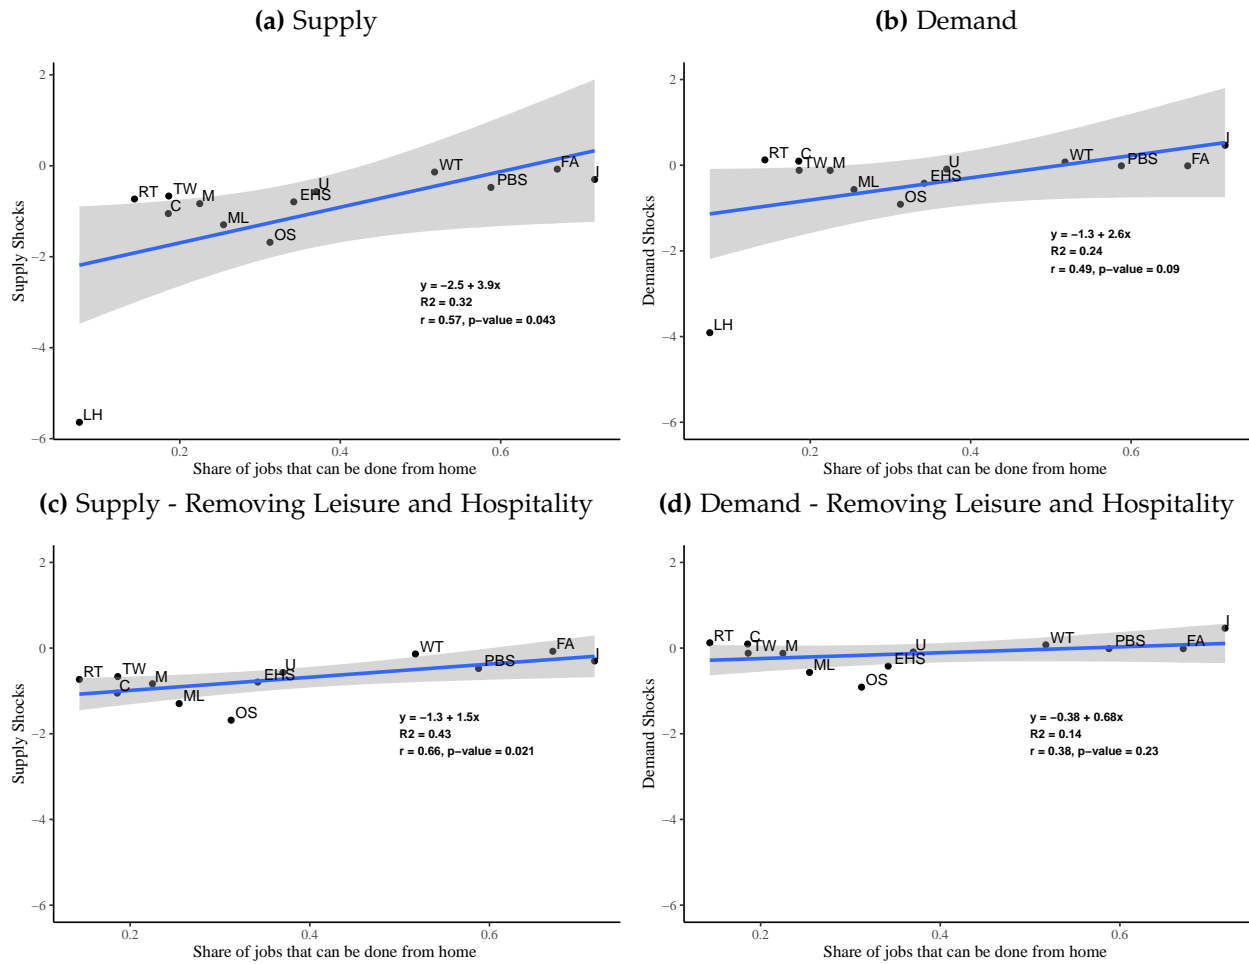 (a) Supply
2
0
−2
−4
−6
Supply Shocks
RT
TW
C
M
ML
OS
EHS
U
WT
PBS
FA
I
LH
y = −2.5 + 3.9x
R2 = 0.32
r = 0.57, p−value = 0.043
0.2
0.4
0.6
Share of jobs that can be done from home
(b) Demand
2
0
−2
−4
−6
Demand Shocks
RT
C
TW
M
ML
OS
EHS
U
WT
PBS
FA
I
LH
y = −1.3 + 2.6x
R2 = 0.24
r = 0.49, p−value = 0.09
0.2
0.4
0.6
Share of jobs that can be done from home
(c) Supply - Removing Leisure and Hospitality
2
0
−2
−4
−6
Supply Shocks
RT
TW
C
M
ML
OS
EHS
U
WT
PBS
FA
I
y = −1.3 + 1.5x
R2 = 0.43
r = 0.66, p−value = 0.021
0.2
0.4
0.6
Share of jobs that can be done from home
(d) Demand - Removing Leisure and Hospitality
2
0
−2
−4
−6
Demand Shocks
RT
C
TW
M
ML
OS
EHS
U
WT
PBS
FA
I
y = −0.38 + 0.68x
R2 = 0.14
r = 0.38, p−value = 0.23
0.2
0.4
0.6
Share of jobs that can be done from home